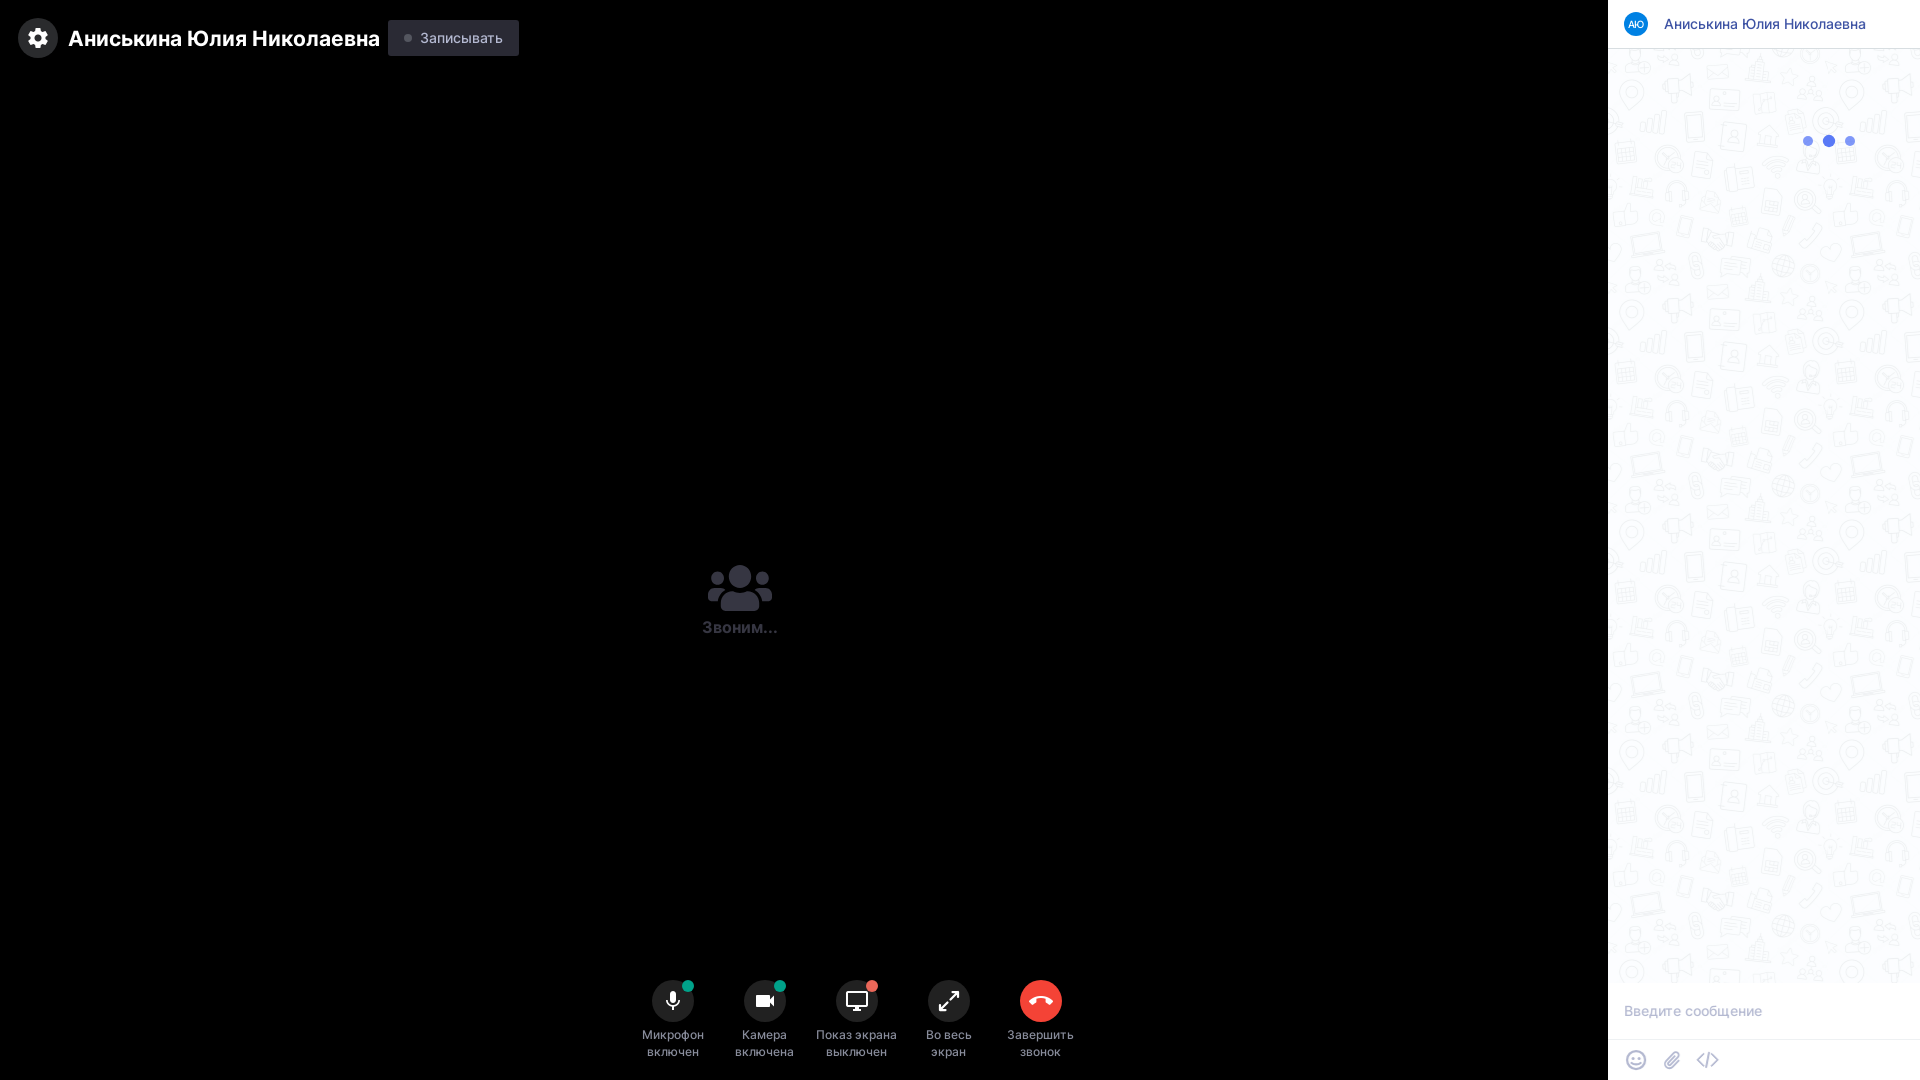 Аниськина Юлия Николаевна
Записывать
АЮ
Аниськина Юлия Николаевна
Звоним...
Микрофон
включен
Камера
включена
Показ экрана
выключен
Во весь
экран
Завершить
звонок
Введите сообщение